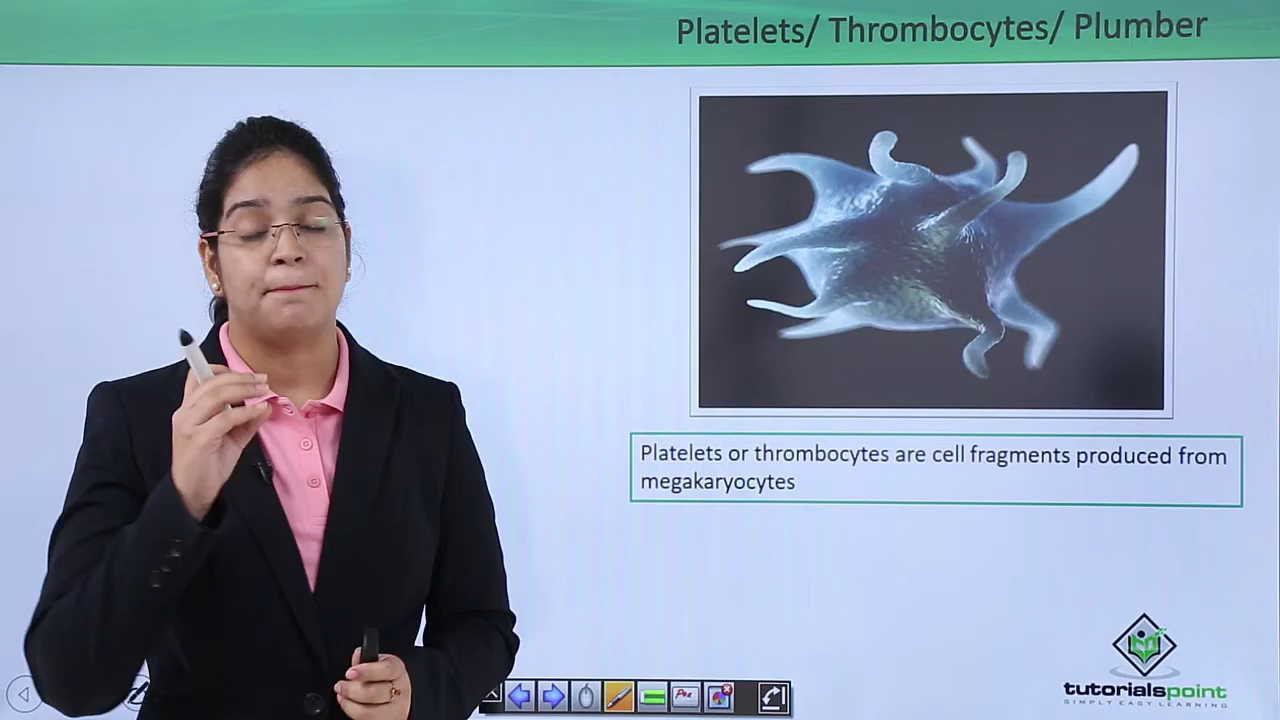 Platelets/ Thrombocytes/ Plumber
Platelets or thrombocytes are cell fragments produced from
megakaryocytes
tutorialspoint
SIMPLY EASY LEARNING